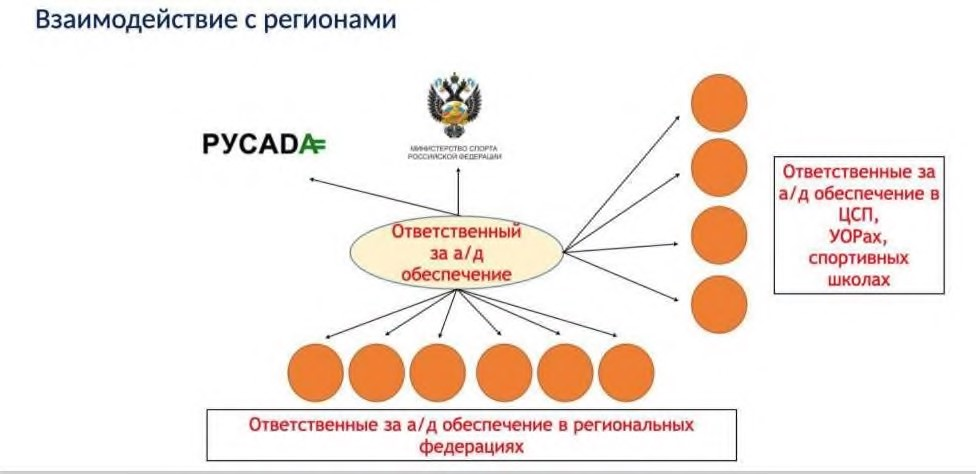 Взаимодействие с регионами
РУСАДА
МИНИСТЕРСТВО СПОРТА
РОССИЙСКОЙ ФЕДЕРАЦИИ
Ответственный
за а/д
обеспечение
Ответственные за
а/д обеспечение в
ЦСП,
УОРах,
спортивных
школах
Ответственные за а/д обеспечение в региональных
федерациях